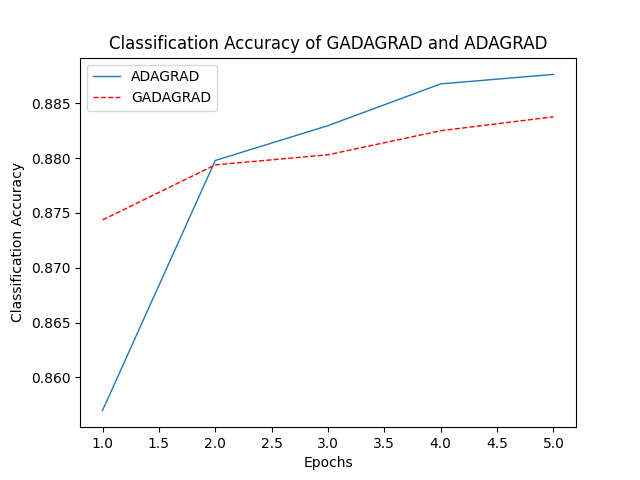 Classification Accuracy of GADAGRAD and ADAGRAD
ADAGRAD
GADAGRAD
0.885
0.880
0.875
0.870
0.865
0.860
Classification Accuracy
1.0 1.5 2.0 2.5 3.0 3.5 4.0 4.5 5.0
Epochs